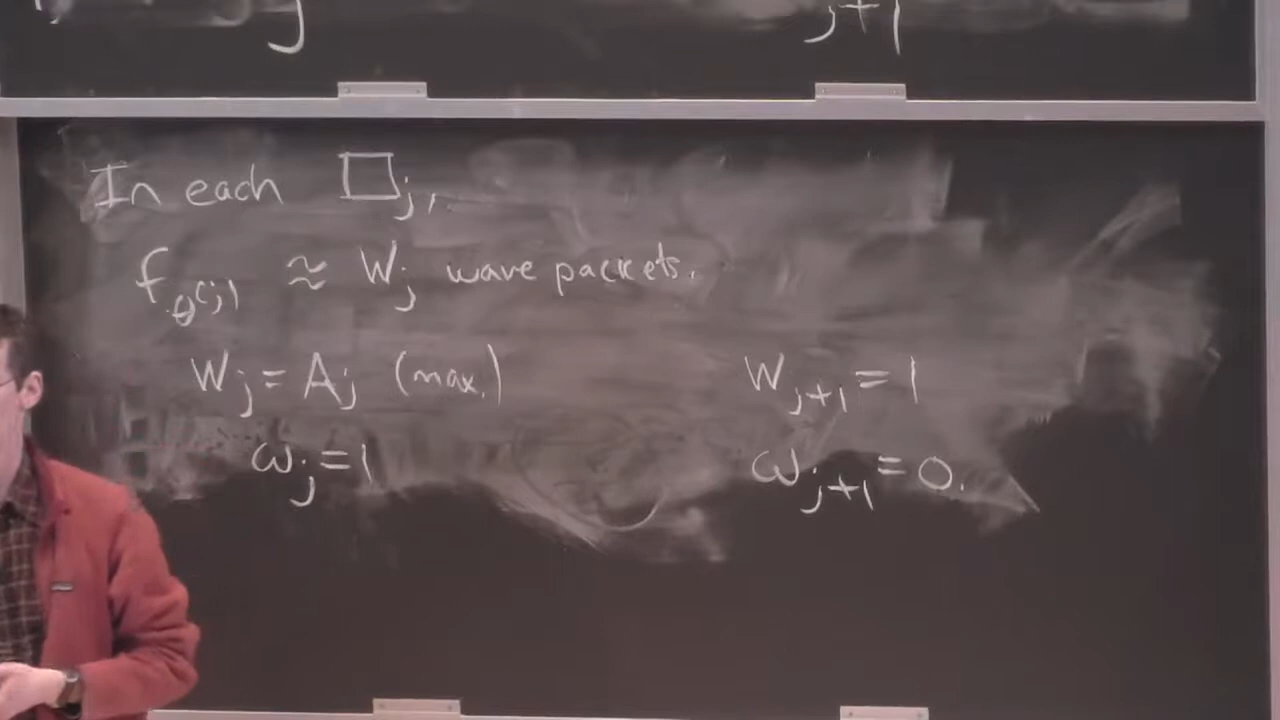 j j+1
In each □_j,
f_θ(j) ≈ W_j wave packets.
W_j = A_j (max.) W_{j+1} = 1
ω_j = 1 ω_{j+1} = 0.